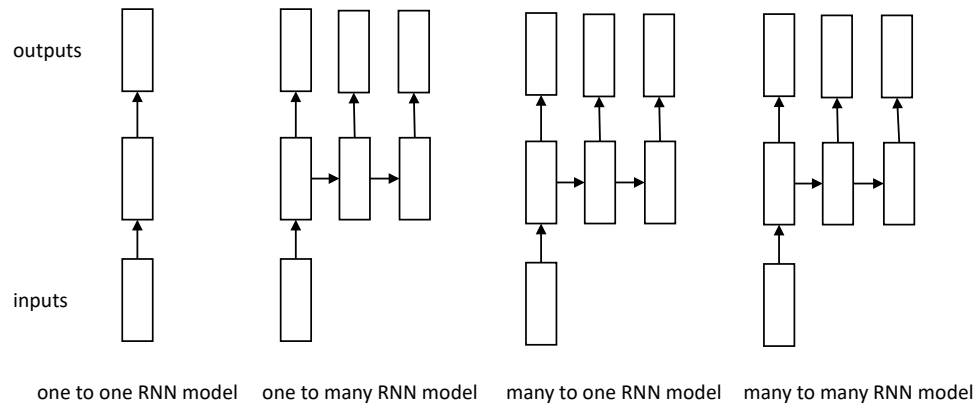 outputs
inputs
one to one RNN model
one to many RNN model
many to one RNN model
many to many RNN model